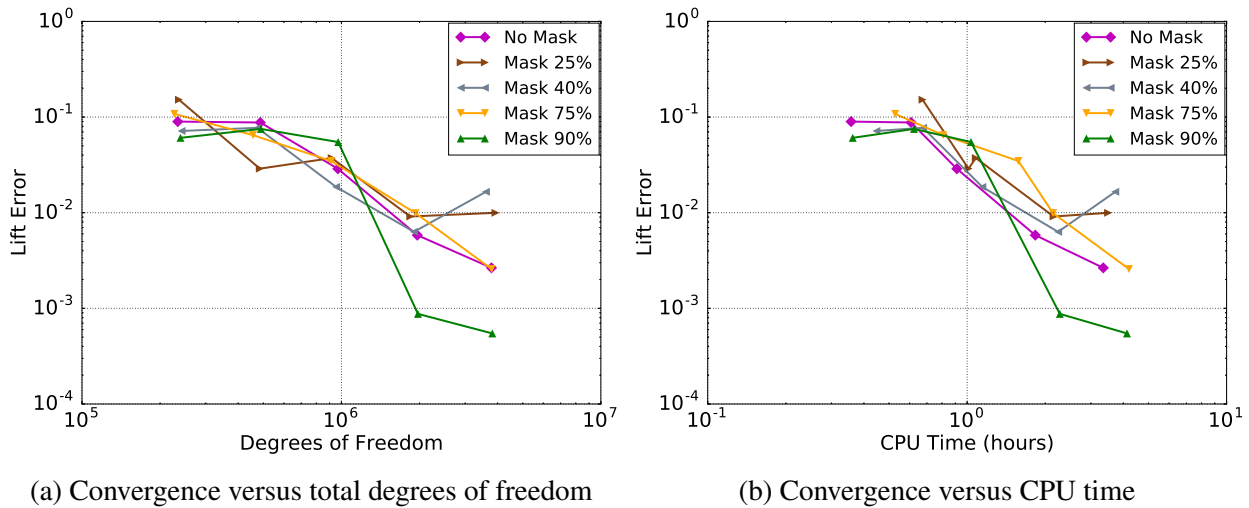 10^0
10^-1
10^-2
10^-3
10^-4
Lift Error
10^5
10^6
10^7
Degrees of Freedom
No Mask
Mask 25%
Mask 40%
Mask 75%
Mask 90%
(a) Convergence versus total degrees of freedom
10^0
10^-1
10^-2
10^-3
10^-4
Lift Error
10^-1
10^0
10^1
CPU Time (hours)
No Mask
Mask 25%
Mask 40%
Mask 75%
Mask 90%
(b) Convergence versus CPU time